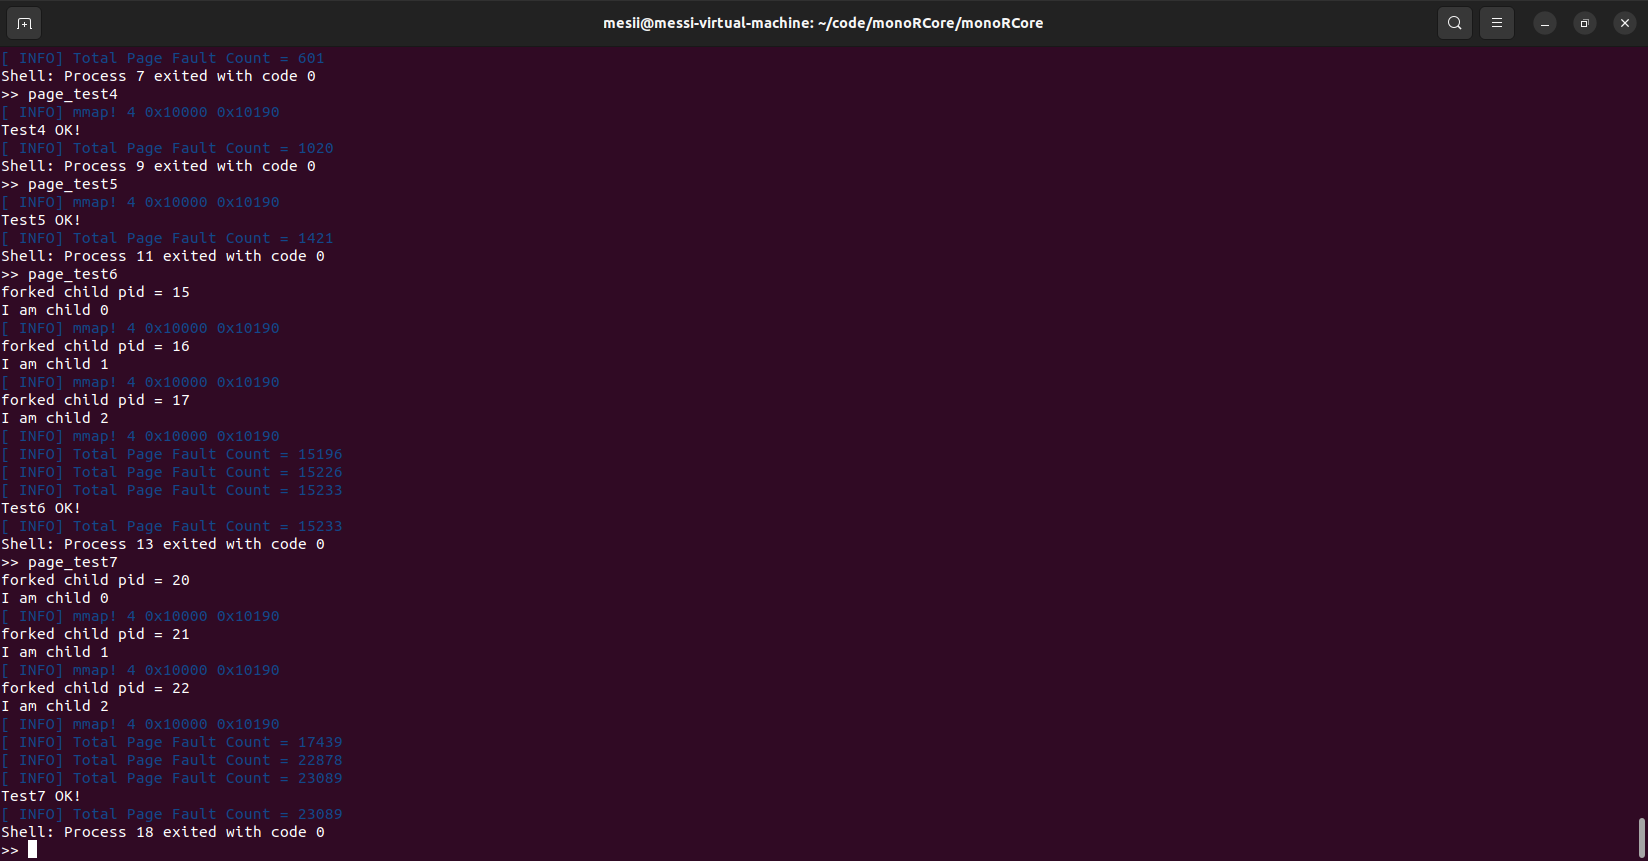 mesii@messi-virtual-machine: ~/code/monoRCore/monoRCore
[ INFO] Total Page Fault Count = 601
Shell: Process 7 exited with code 0
>> page_test4
[ INFO] mmap! 4 0x10000 0x10190
Test4 OK!
[ INFO] Total Page Fault Count = 1020
Shell: Process 9 exited with code 0
>> page_test5
[ INFO] mmap! 4 0x10000 0x10190
Test5 OK!
[ INFO] Total Page Fault Count = 1421
Shell: Process 11 exited with code 0
>> page_test6
forked child pid = 15
I am child 0
[ INFO] mmap! 4 0x10000 0x10190
forked child pid = 16
I am child 1
[ INFO] mmap! 4 0x10000 0x10190
forked child pid = 17
I am child 2
[ INFO] mmap! 4 0x10000 0x10190
[ INFO] Total Page Fault Count = 15196
[ INFO] Total Page Fault Count = 15226
[ INFO] Total Page Fault Count = 15233
Test6 OK!
[ INFO] Total Page Fault Count = 15233
Shell: Process 13 exited with code 0
>> page_test7
forked child pid = 20
I am child 0
[ INFO] mmap! 4 0x10000 0x10190
forked child pid = 21
I am child 1
[ INFO] mmap! 4 0x10000 0x10190
forked child pid = 22
I am child 2
[ INFO] mmap! 4 0x10000 0x10190
[ INFO] Total Page Fault Count = 17439
[ INFO] Total Page Fault Count = 22878
[ INFO] Total Page Fault Count = 23089
Test7 OK!
[ INFO] Total Page Fault Count = 23089
Shell: Process 18 exited with code 0
>>